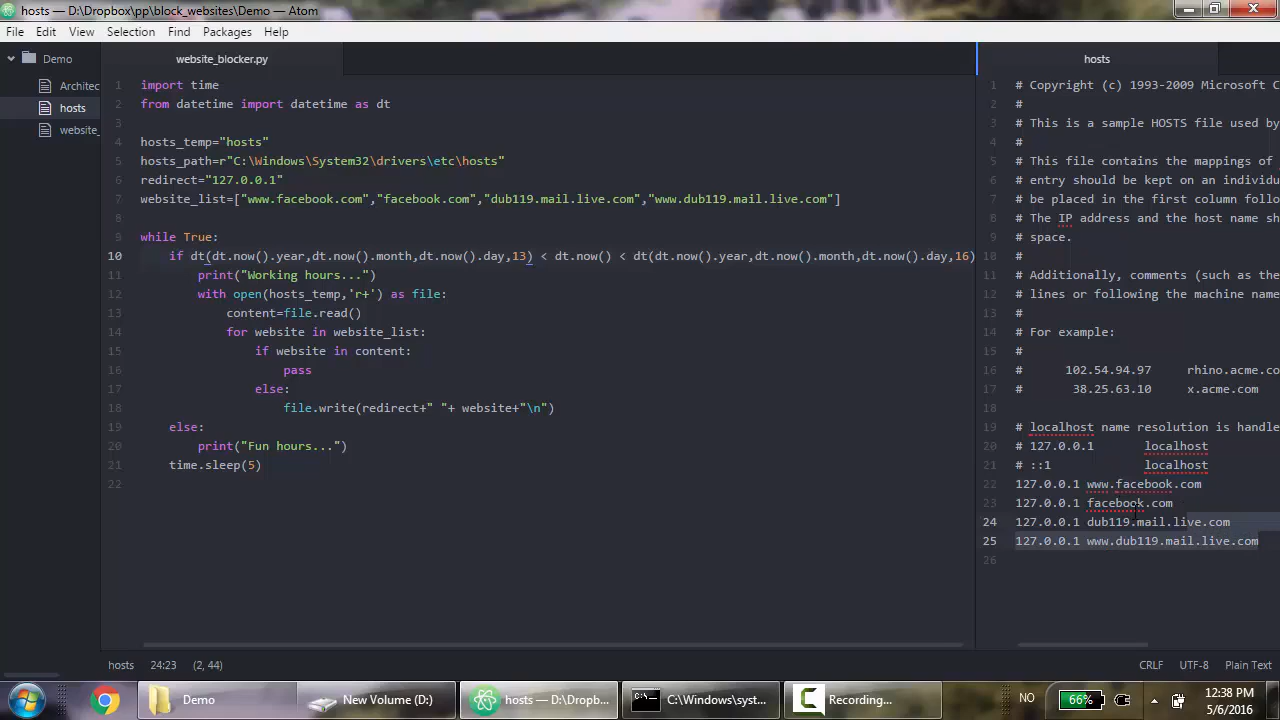 hosts — D:\Dropbox\pp\block_websites\Demo — Atom
File Edit View Selection Find Packages Help
Demo
Architec
hosts
website_
website_blocker.py
1 import time
2 from datetime import datetime as dt
3
4 hosts_temp="hosts"
5 hosts_path=r"C:\Windows\System32\drivers\etc\hosts"
6 redirect="127.0.0.1"
7 website_list=["www.facebook.com","facebook.com","dub119.mail.live.com","www.dub119.mail.live.com"]
8
9 while True:
10 if dt(dt.now().year,dt.now().month,dt.now().day,13) < dt.now() < dt(dt.now().year,dt.now().month,dt.now().day,16)
11 print("Working hours...")
12 with open(hosts_temp,'r+') as file:
13 content=file.read()
14 for website in website_list:
15 if website in content:
16 pass
17 else:
18 file.write(redirect+" "+ website+"\n")
19 else:
20 print("Fun hours...")
21 time.sleep(5)
22
hosts
1 # Copyright (c) 1993-2009 Microsoft C
2 #
3 # This is a sample HOSTS file used by
4 #
5 # This file contains the mappings of
6 # entry should be kept on an individu
7 # be placed in the first column follo
8 # The IP address and the host name sh
9 # space.
10 #
11 # Additionally, comments (such as the
12 # lines or following the machine name
13 #
14 # For example:
15 #
16 # 102.54.94.97 rhino.acme.co
17 # 38.25.63.10 x.acme.com
18
19 # localhost name resolution is handle
20 # 127.0.0.1 localhost
21 # ::1 localhost
22 127.0.0.1 www.facebook.com
23 127.0.0.1 facebook.com
24 127.0.0.1 dub119.mail.live.com
25 127.0.0.1 www.dub119.mail.live.com
26
hosts 24:23 (2, 44) CRLF UTF-8 Plain Text
Demo New Volume (D:) hosts — D:\Dropb... C:\Windows\syst... Recording... NO 66% 12:38 PM
5/6/2016